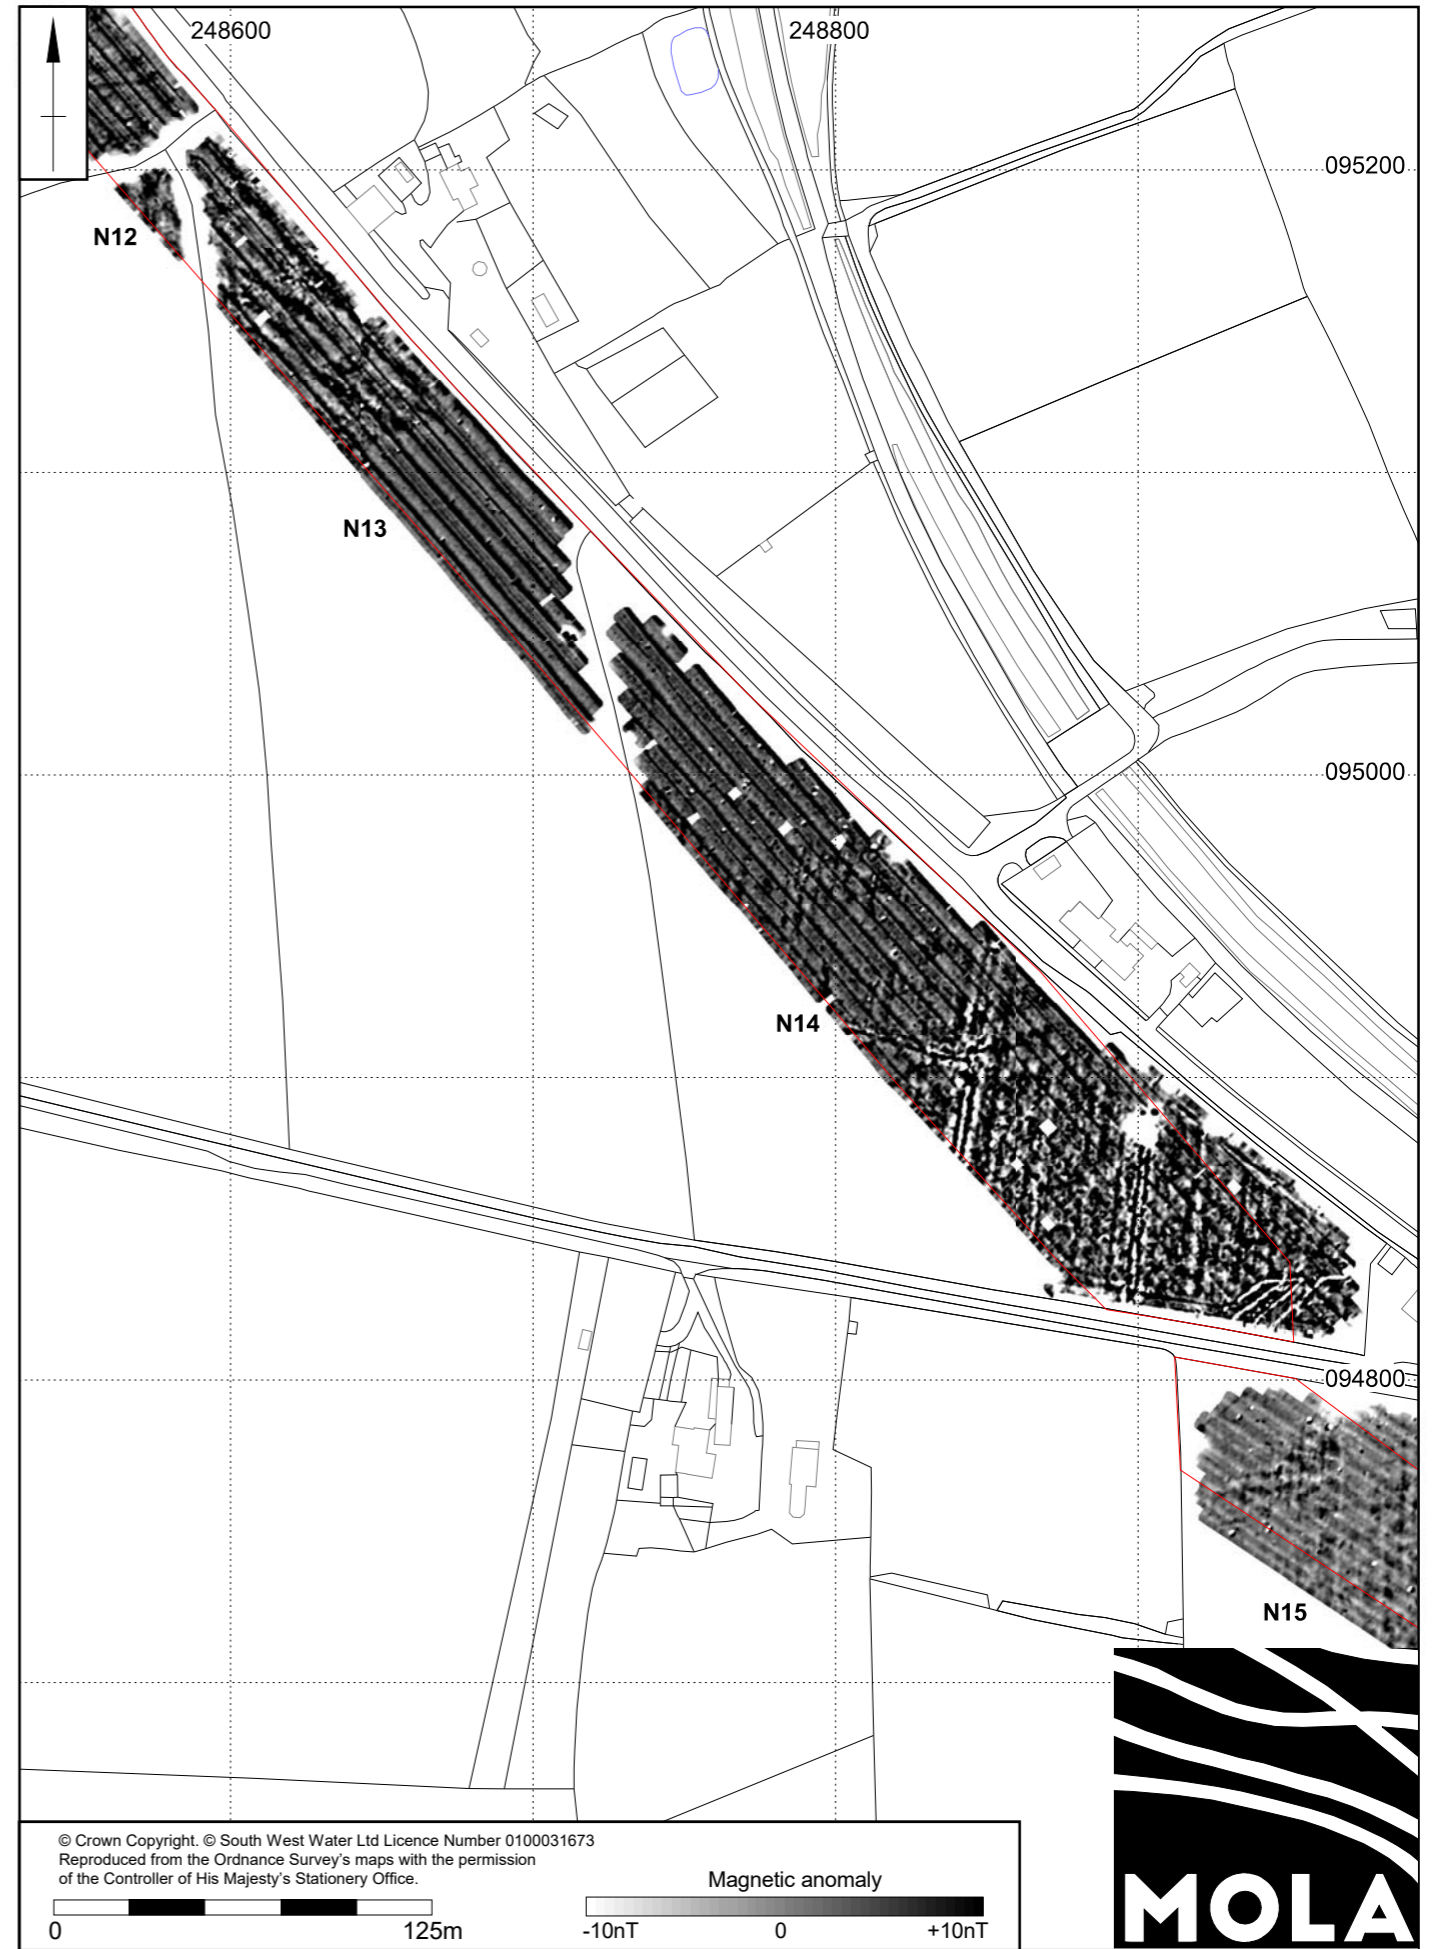 248600
248800
095200
N12
N13
095000
N14
094800
N15
© Crown Copyright. © South West Water Ltd Licence Number 0100031673
Reproduced from the Ordnance Survey's maps with the permission
of the Controller of His Majesty's Stationery Office.
0
125m
Magnetic anomaly
-10nT
0
+10nT
MOLA